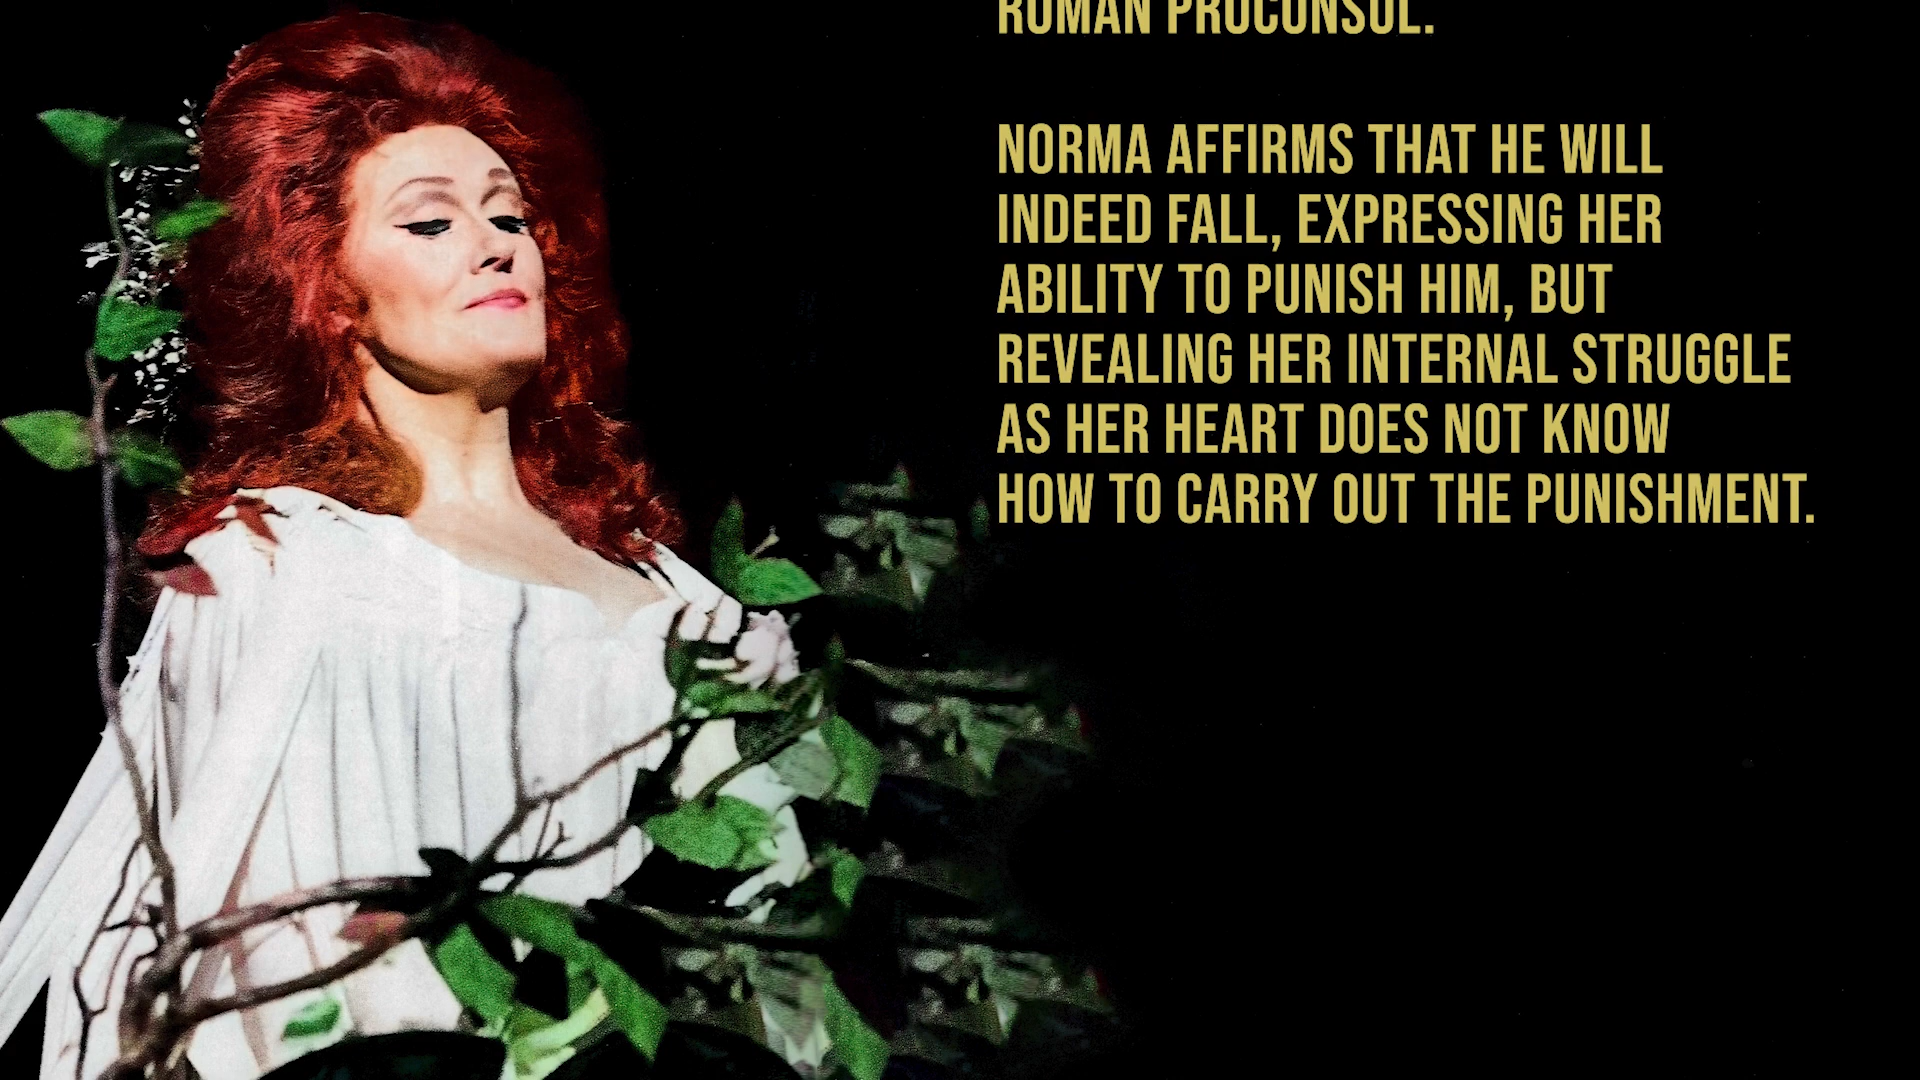 ROMAN PROCONSUL.
NORMA AFFIRMS THAT HE WILL
INDEED FALL, EXPRESSING HER
ABILITY TO PUNISH HIM, BUT
REVEALING HER INTERNAL STRUGGLE
AS HER HEART DOES NOT KNOW
HOW TO CARRY OUT THE PUNISHMENT.